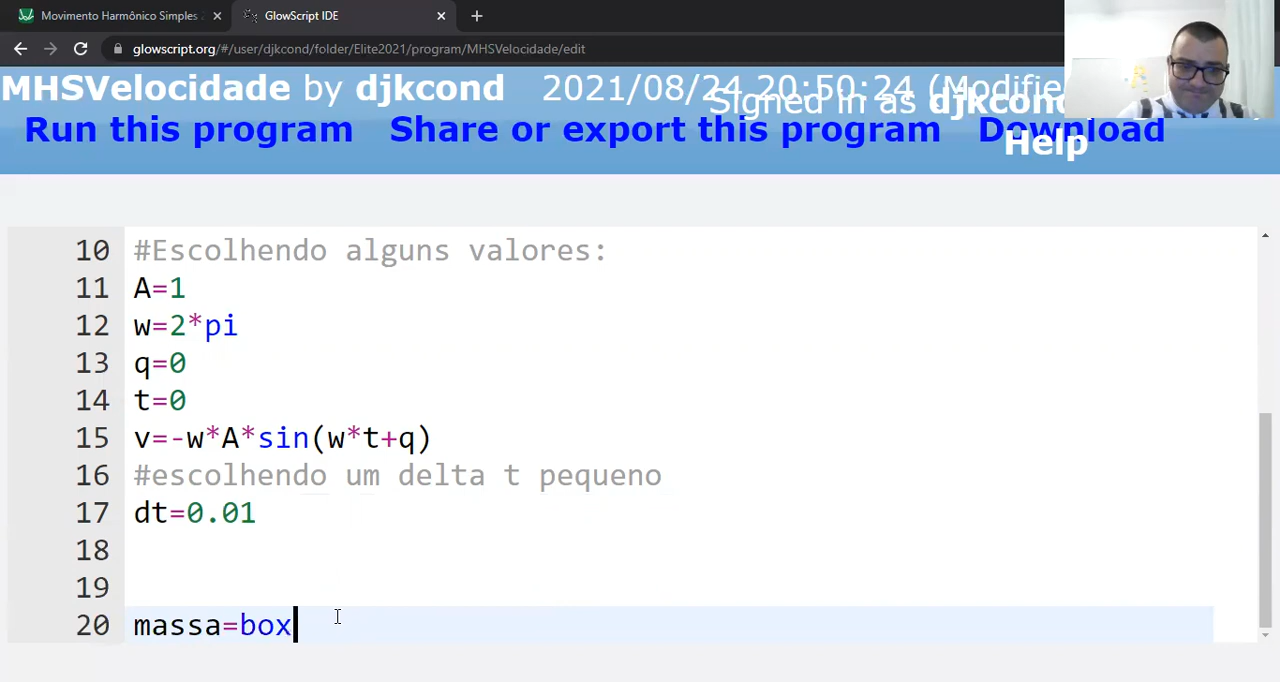 Movimento Harmônico Simples
GlowScript IDE
glowscript.org/#/user/djkcond/folder/Elite2021/program/MHSVelocidade/edit
MHSVelocidade by djkcond 2021/08/24 20:50:24 (Modifie
Signed in as djkcond
Run this program Share or export this program Download
Help
10 #Escolhendo alguns valores:
11 A=1
12 w=2*pi
13 q=0
14 t=0
15 v=-w*A*sin(w*t+q)
16 #escolhendo um delta t pequeno
17 dt=0.01
18
19
20 massa=box